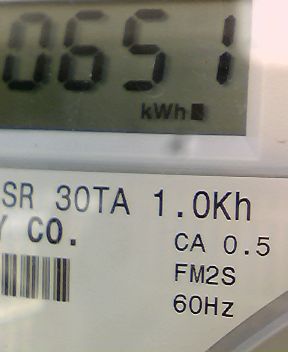 0651
kWh
SR 30TA 1.0Kh
Y CO.
CA 0.5
FM2S
60Hz